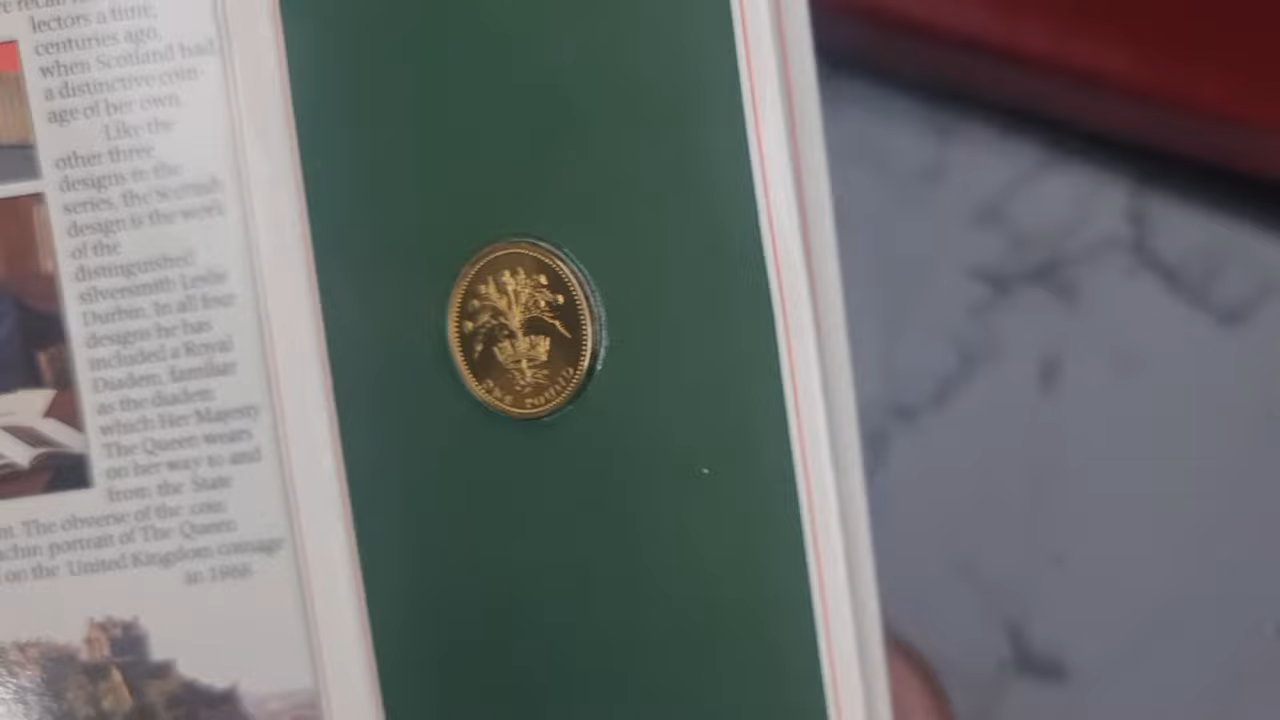 lectors a time,
centuries ago,
when Scotland had
a distinctive coin-
age of her own.
Like the
other three
designs in the
series, the Scottish
design is the work
of the
distinguished
silversmith Leslie
Durbin. In all four
designs he has
included a Royal
Diadem, familiar
as the diadem
which Her Majesty
The Queen wears
on her way to and
from the State
The obverse of the coin
portrait of The Queen
on the United Kingdom coinage
in 1968.
ONE POUND